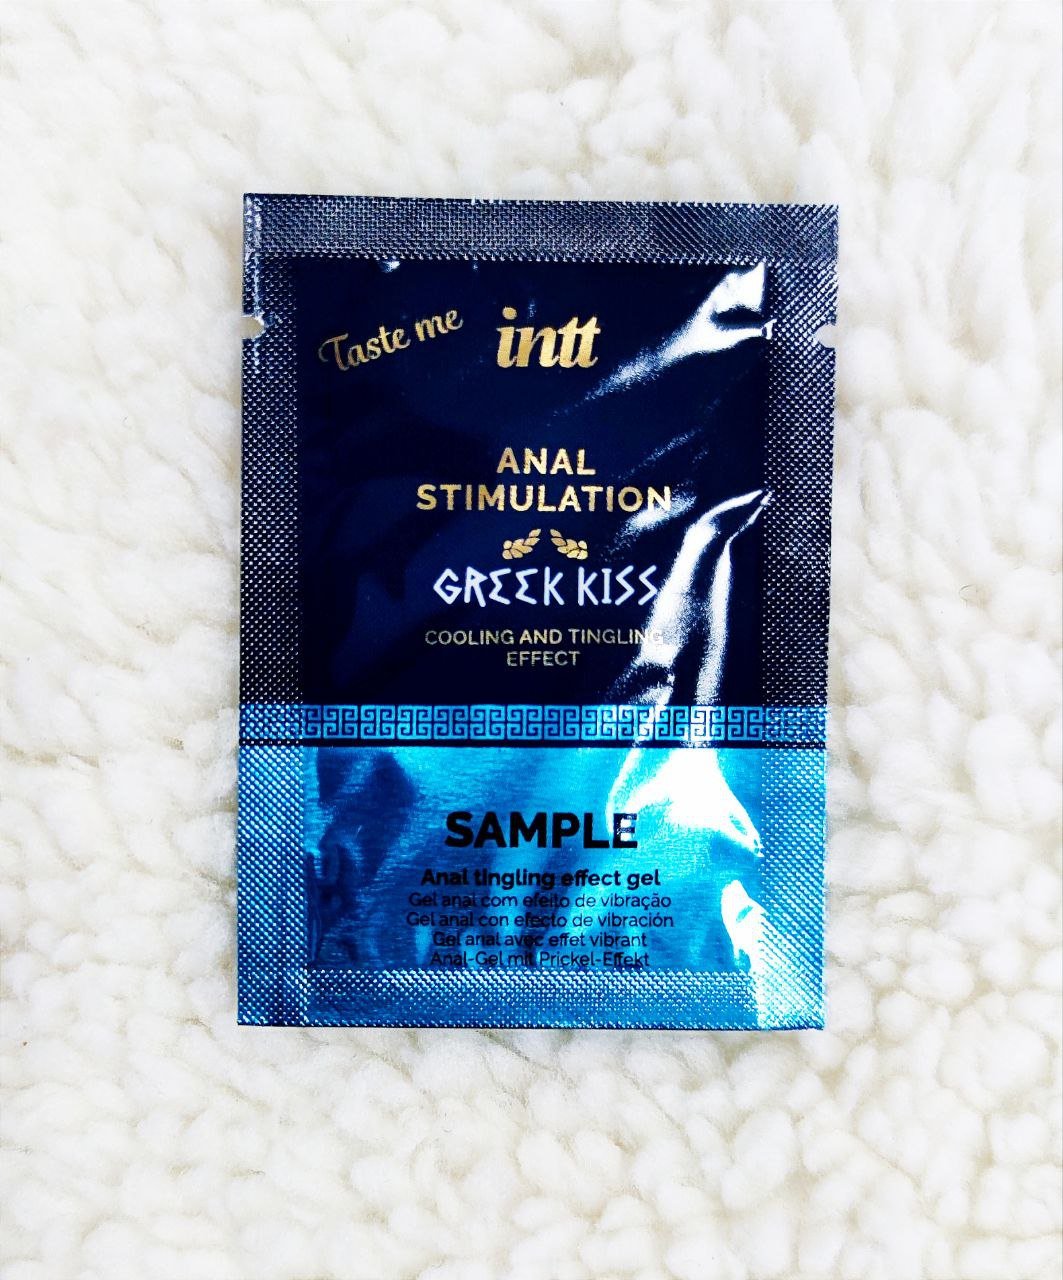 Taste me
intt
ANAL
STIMULATION
GREEK KISS
COOLING AND TINGLING
EFFECT
SAMPLE
Anal tingling effect gel
Gel anal com efeito de vibração
Gel anal con efecto de vibración
Gel anal avec effet vibrant
Anal-Gel mit Prickel-Effekt